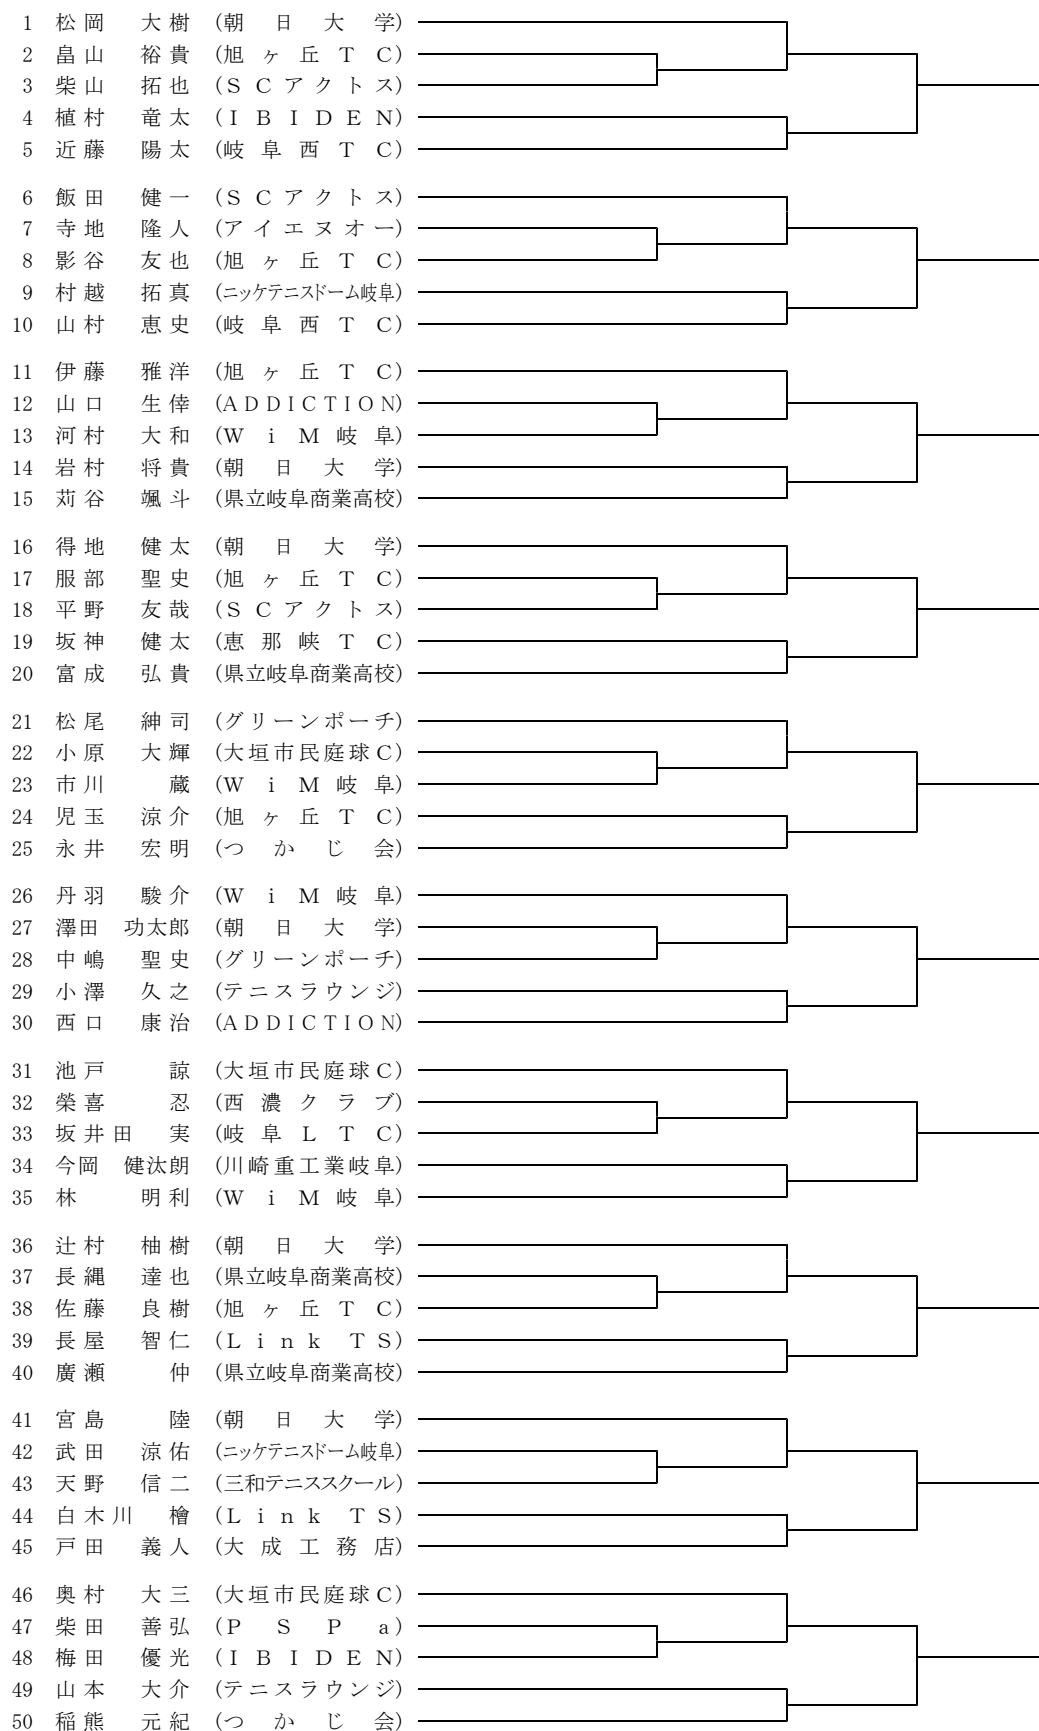 1 松岡 大樹 (朝日大学)
2 畠山 裕貴 (旭ヶ丘TC)
3 柴山 拓也 (SCアクトス)
4 植村 竜太 (IBIDEN)
5 近藤 陽太 (岐阜西TC)
6 飯田 健一 (SCアクトス)
7 寺地 隆人 (アイエヌオー)
8 影谷 友也 (旭ヶ丘TC)
9 村越 拓真 (ニッケテニスドーム岐阜)
10 山村 恵史 (岐阜西TC)
11 伊藤 雅洋 (旭ヶ丘TC)
12 山口 生倖 (ADDICTION)
13 河村 大和 (WiM岐阜)
14 岩村 将貴 (朝日大学)
15 苅谷 颯斗 (県立岐阜商業高校)
16 得地 健太 (朝日大学)
17 服部 聖史 (旭ヶ丘TC)
18 平野 友哉 (SCアクトス)
19 坂神 健太 (恵那峡TC)
20 富成 弘貴 (県立岐阜商業高校)
21 松尾 紳司 (グリーンポーチ)
22 小原 大輝 (大垣市民庭球C)
23 市川 蔵 (WiM岐阜)
24 児玉 涼介 (旭ヶ丘TC)
25 永井 宏明 (つかじ会)
26 丹羽 駿介 (WiM岐阜)
27 澤田 功太郎 (朝日大学)
28 中嶋 聖史 (グリーンポーチ)
29 小澤 久之 (テニスラウンジ)
30 西口 康治 (ADDICTION)
31 池戸 諒 (大垣市民庭球C)
32 榮喜 忍 (西濃クラブ)
33 坂井田 実 (岐阜LTC)
34 今岡 健汰朗 (川崎重工業岐阜)
35 林 明利 (WiM岐阜)
36 辻村 柚樹 (朝日大学)
37 長縄 達也 (県立岐阜商業高校)
38 佐藤 良樹 (旭ヶ丘TC)
39 長屋 智仁 (Link TS)
40 廣瀬 仲 (県立岐阜商業高校)
41 宮島 陸 (朝日大学)
42 武田 涼佑 (ニッケテニスドーム岐阜)
43 天野 信二 (三和テニススクール)
44 白木川 檜 (Link TS)
45 戸田 義人 (大成工務店)
46 奥村 大三 (大垣市民庭球C)
47 柴田 善弘 (PSPa)
48 梅田 優光 (IBIDEN)
49 山本 大介 (テニスラウンジ)
50 稲熊 元紀 (つかじ会)